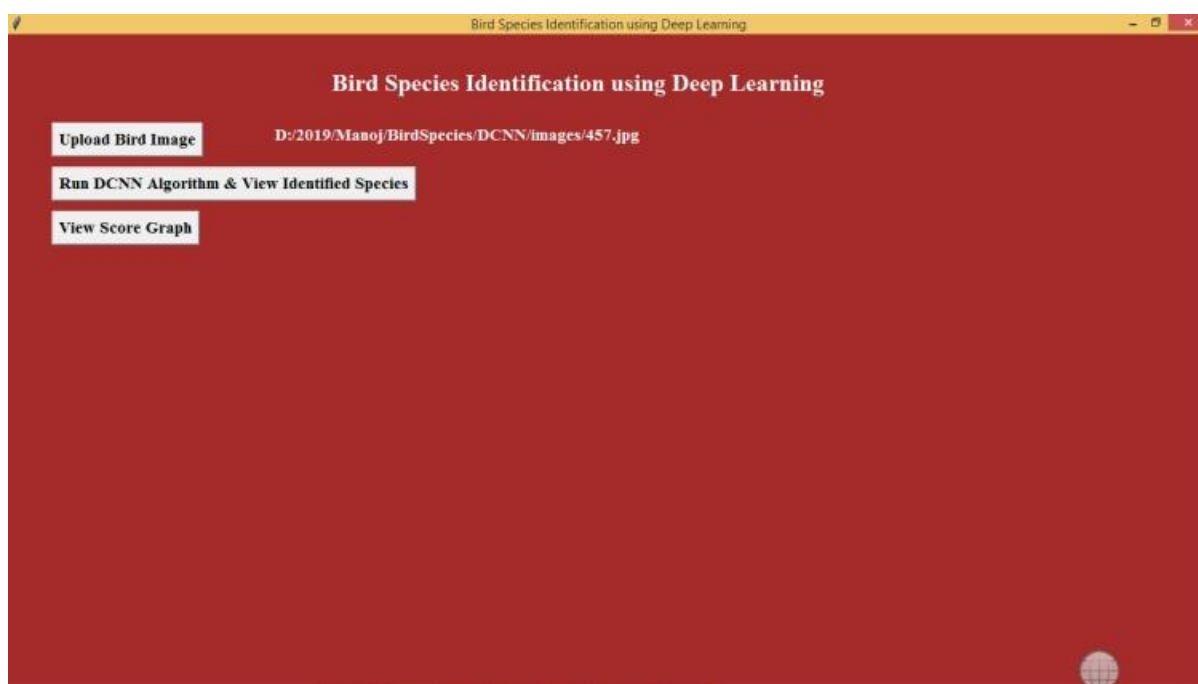 Bird Species Identification using Deep Learning
Bird Species Identification using Deep Learning
Upload Bird Image
D:/2019/Manoj/BirdSpecies/DCNN/images/457.jpg
Run DCNN Algorithm & View Identified Species
View Score Graph